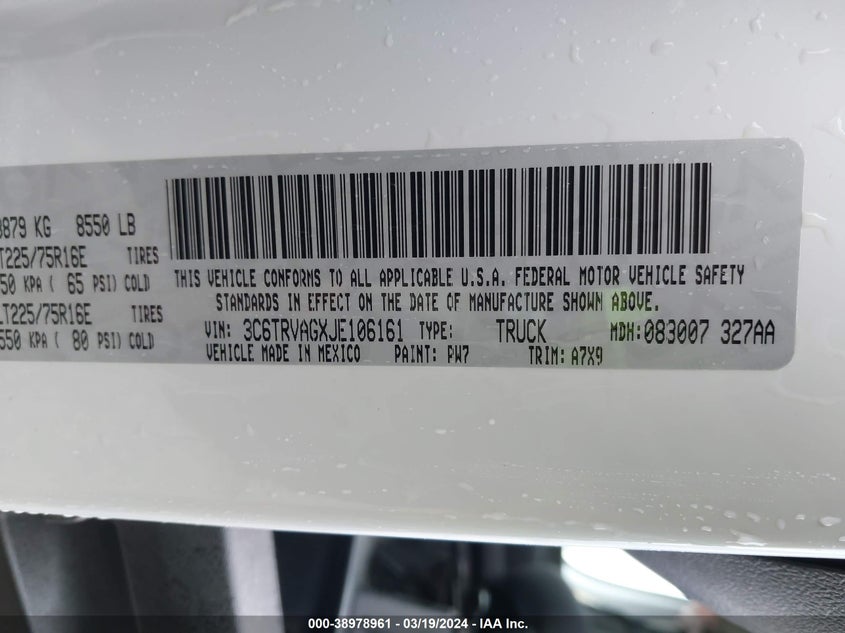 3879 KG 8550 LB
LT225/75R16E TIRES
450 KPA ( 65 PSI) COLD
LT225/75R16E TIRES
550 KPA ( 80 PSI) COLD
THIS VEHICLE CONFORMS TO ALL APPLICABLE U.S.A. FEDERAL MOTOR VEHICLE SAFETY
STANDARDS IN EFFECT ON THE DATE OF MANUFACTURE SHOWN ABOVE.
VIN: 3C6TRVAGXJE106161 TYPE: TRUCK MDH:083007 327AA
VEHICLE MADE IN MEXICO PAINT: PW7 TRIM: A7X9
000-38978961 - 03/19/2024 - IAA.